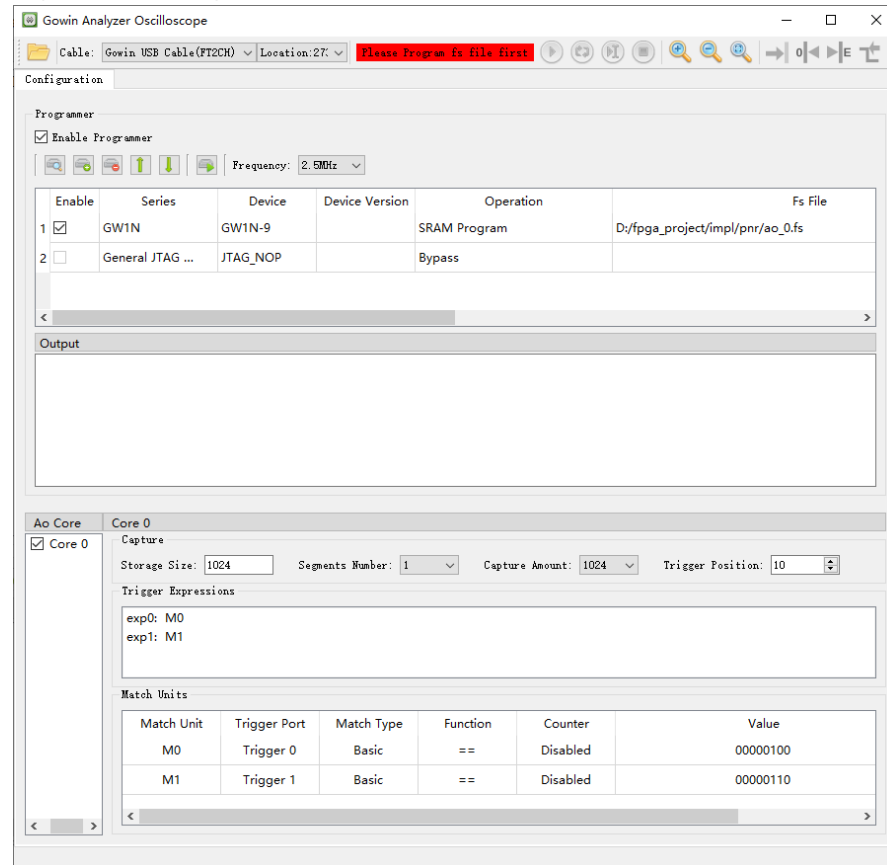 Gowin Analyzer Oscilloscope
Cable: Gowin USB Cable(FT2CH) Location:27: Please Program fs file first
Configuration
Programmer
Enable Programmer
Frequency: 2.5MHz
Enable Series Device Device Version Operation Fs File
1 GW1N GW1N-9 SRAM Program D:/fpga_project/impl/pnr/ao_0.fs
2 General JTAG ... JTAG_NOP Bypass
Output
Ao Core Core 0
Core 0 Capture
Storage Size: 1024 Segments Number: 1 Capture Amount: 1024 Trigger Position: 10
Trigger Expressions
exp0: M0
exp1: M1
Match Units
Match Unit Trigger Port Match Type Function Counter Value
M0 Trigger 0 Basic == Disabled 00000100
M1 Trigger 1 Basic == Disabled 00000110